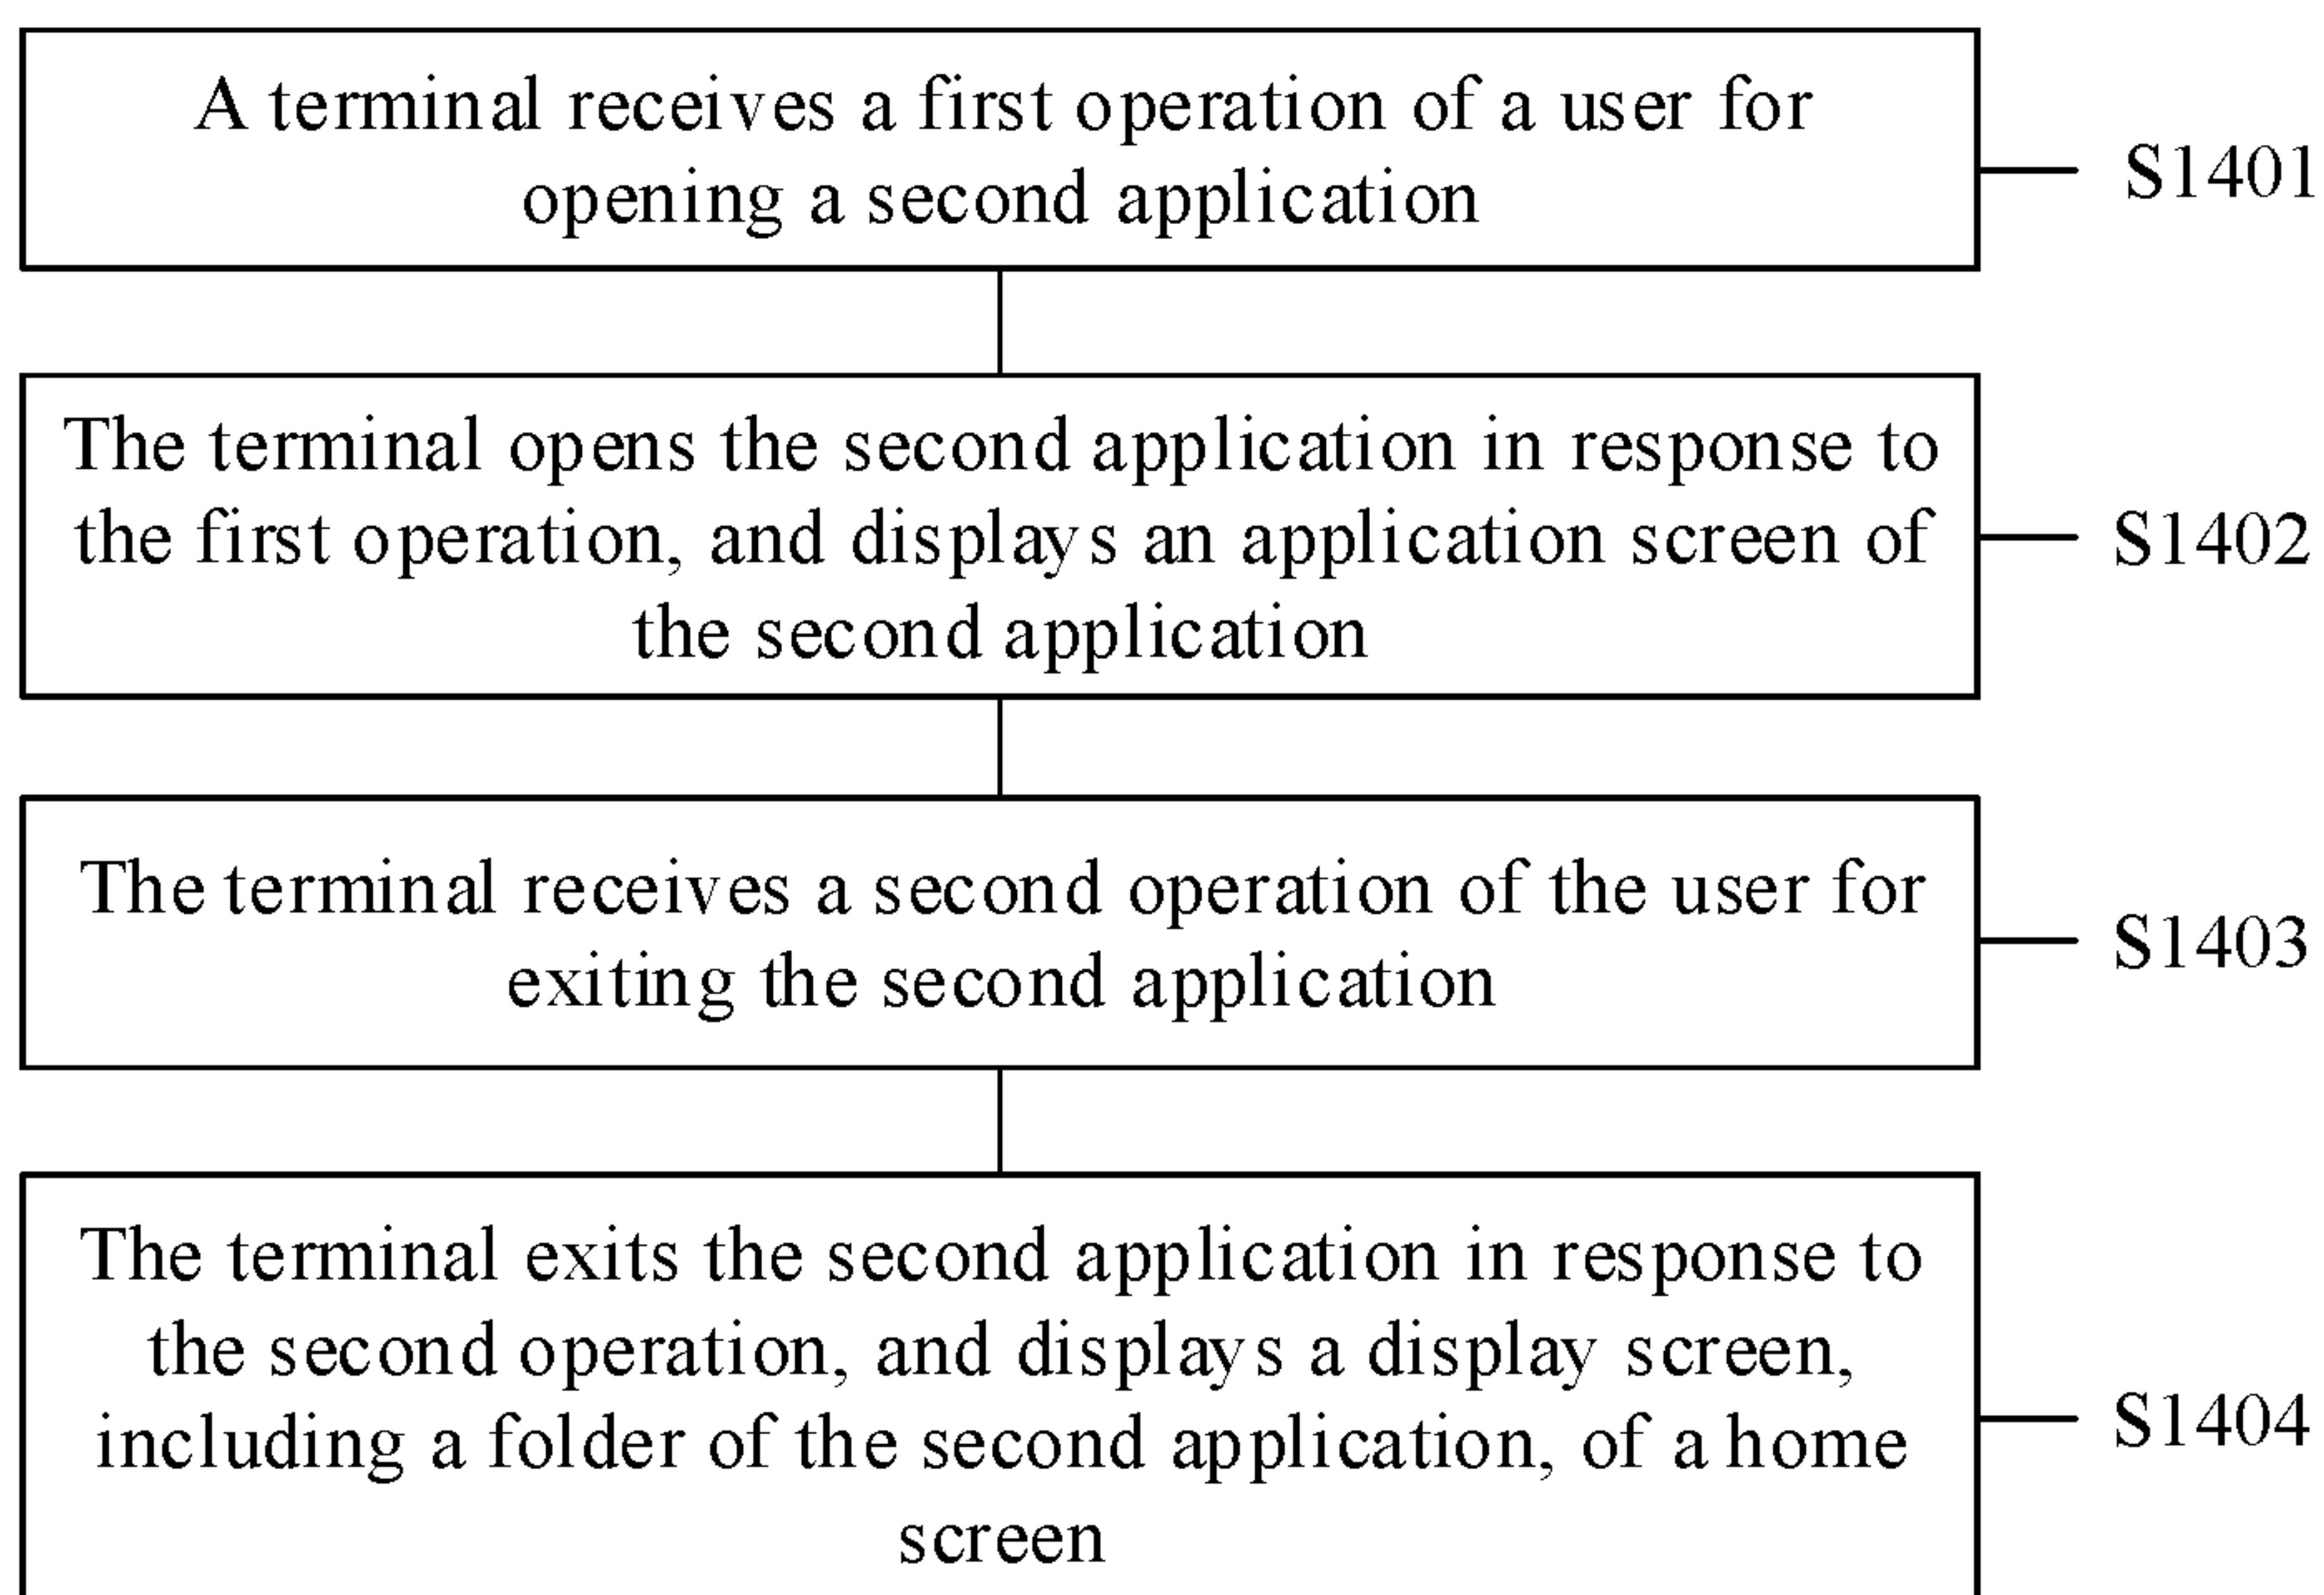 A terminal receives a first operation of a user for
opening a second application
S1401
The terminal opens the second application in response to
the first operation, and displays an application screen of
the second application
S1402
The terminal receives a second operation of the user for
exiting the second application
S1403
The terminal exits the second application in response to
the second operation, and displays a display screen,
including a folder of the second application, of a home
screen
S1404